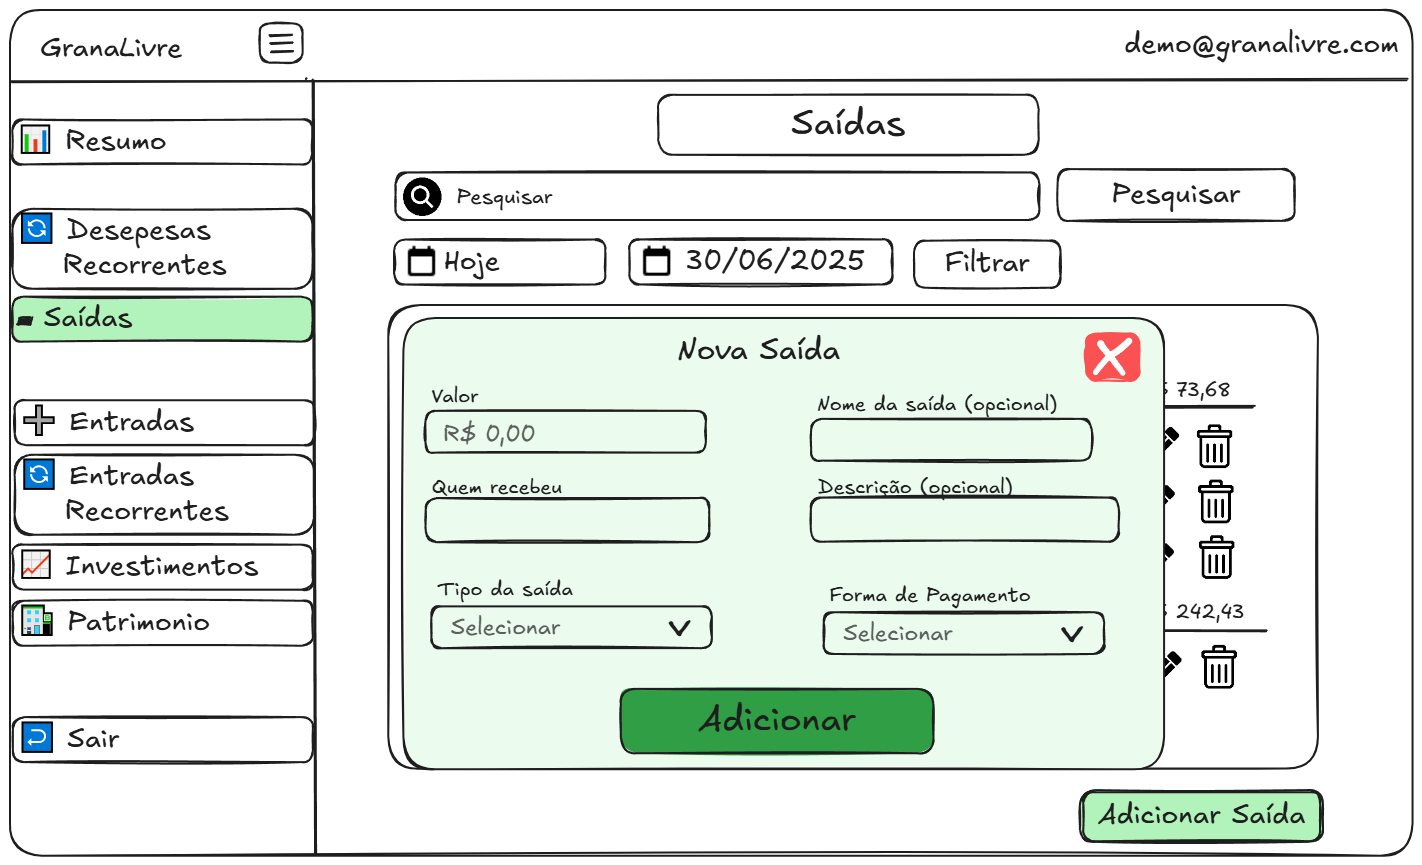 GranaLivre
demo@granalivre.com
Resumo
Desepesas
Recorrentes
Saídas
Entradas
Entradas
Recorrentes
Investimentos
Patrimonio
Sair
Saídas
Pesquisar
Pesquisar
Hoje
30/06/2025
Filtrar
Nova Saída
Valor
R$ 0,00
Nome da saída (opcional)
Quem recebeu
Descrição (opcional)
Tipo da saída
Selecionar
Forma de Pagamento
Selecionar
Adicionar
$ 73,68
$ 242,43
Adicionar Saída